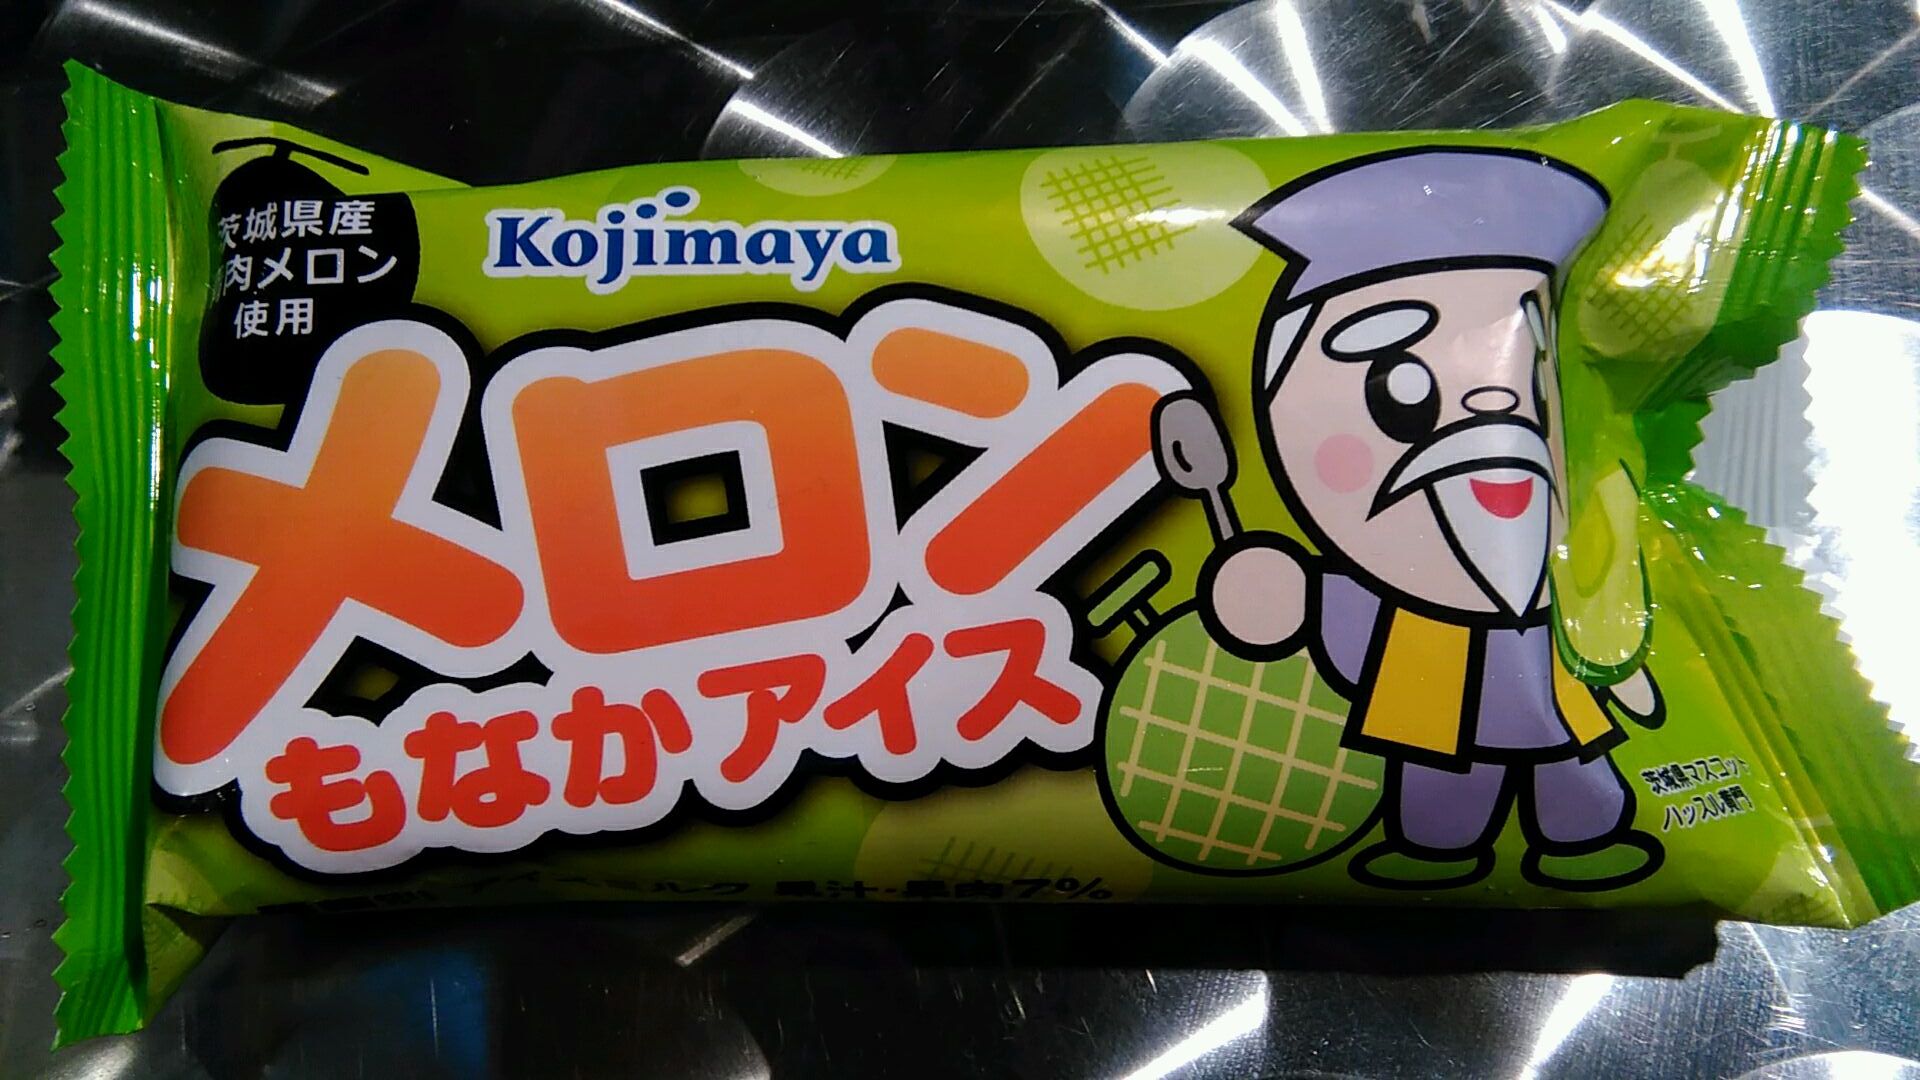 茨城県産
肉メロン
使用
Kojimaya
メロン
もなかアイス
茨城県マスコット
ハッスル黄門
果汁・果肉7%